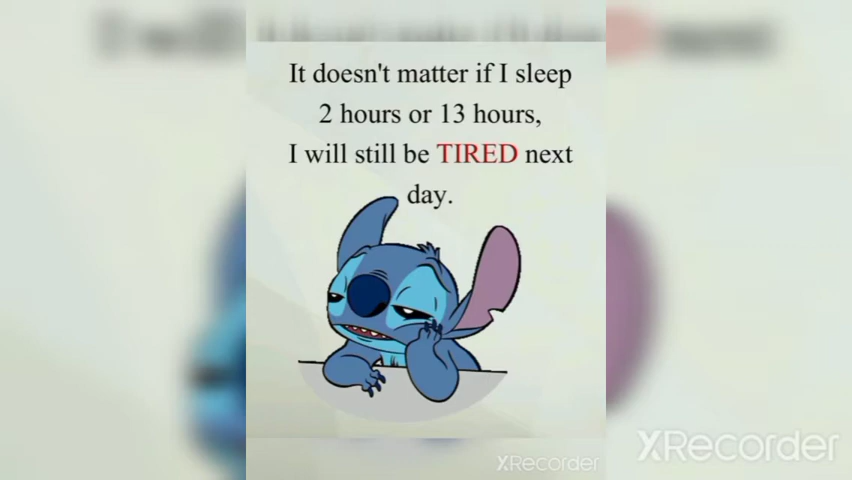 It doesn't matter if I sleep
2 hours or 13 hours,
I will still be TIRED next
day.
XRecorder
XRecorder